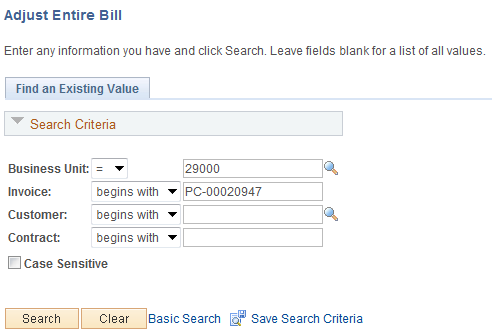 Adjust Entire Bill
Enter any information you have and click Search. Leave fields blank for a list of all values.
Find an Existing Value
Search Criteria
Business Unit: = 29000
Invoice: begins with PC-00020947
Customer: begins with
Contract: begins with
Case Sensitive
Search Clear Basic Search Save Search Criteria